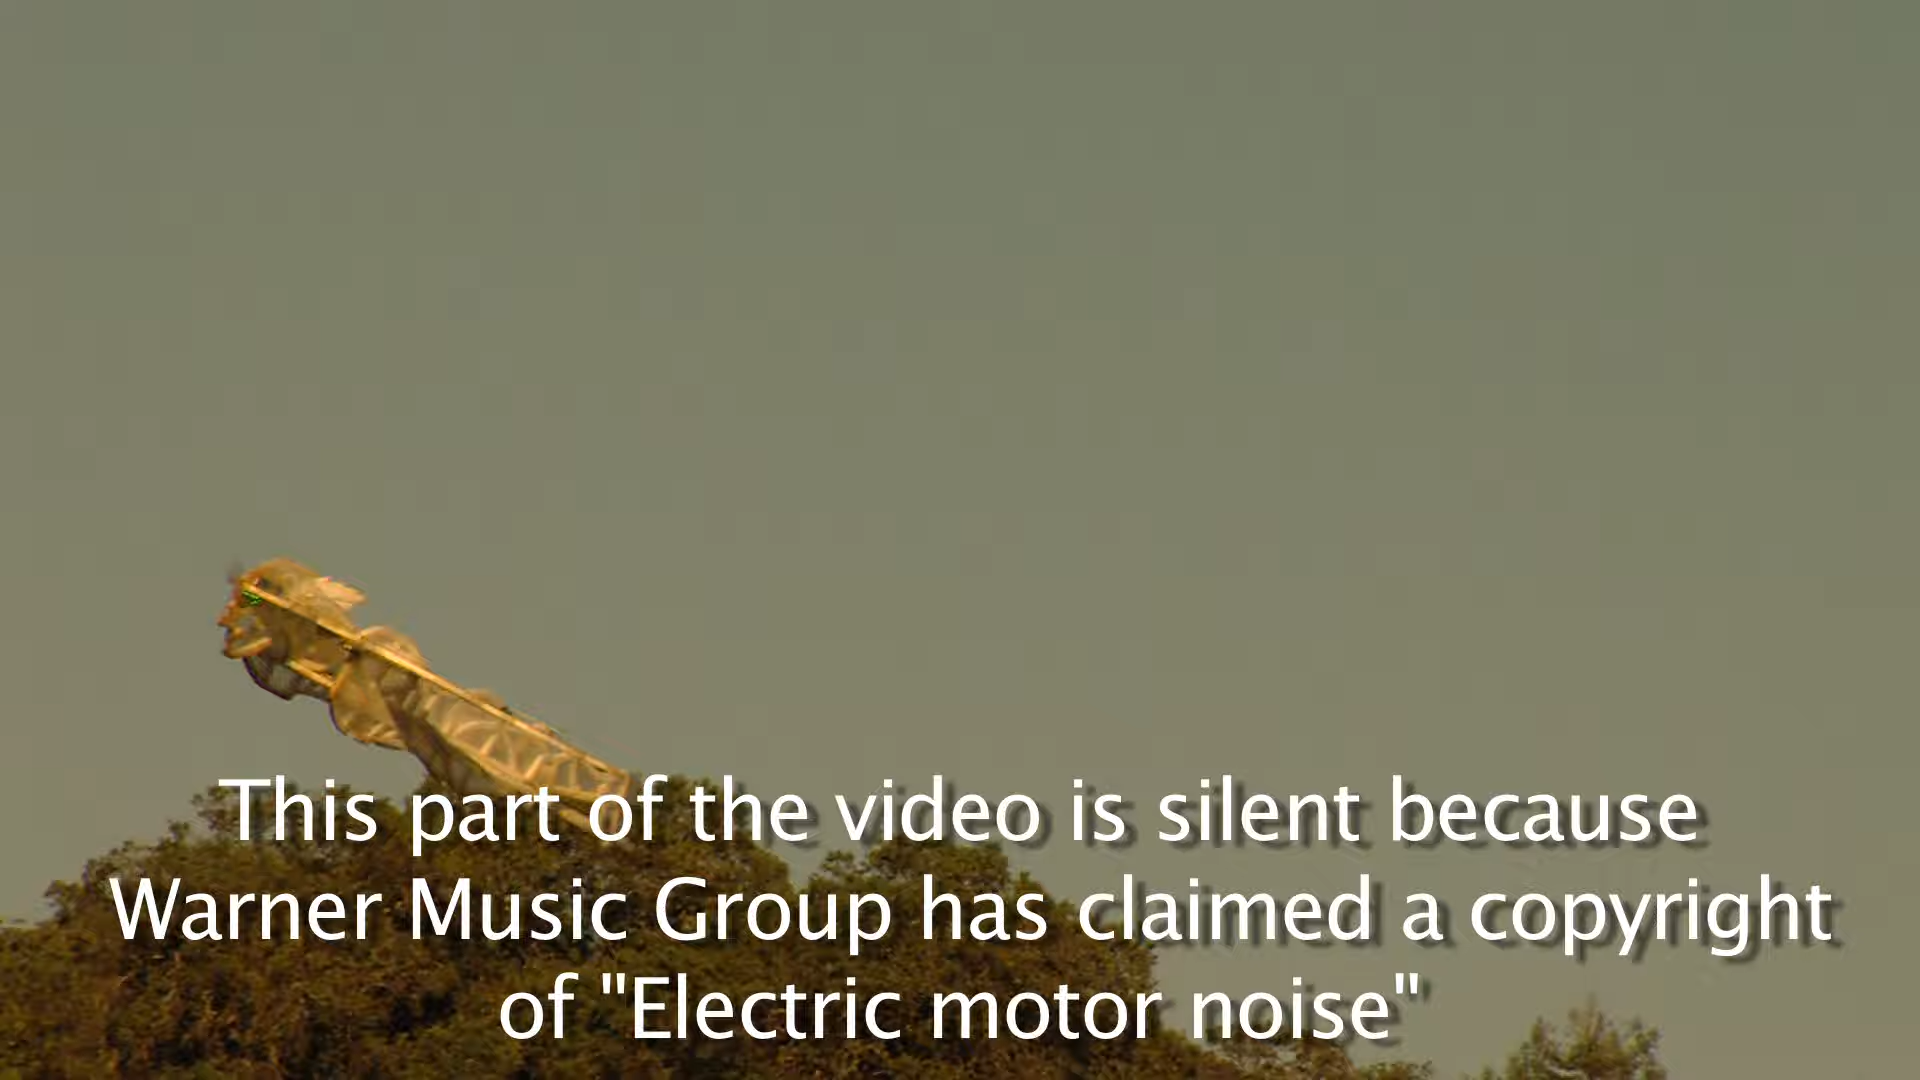 This part of the video is silent because
Warner Music Group has claimed a copyright
of "Electric motor noise"